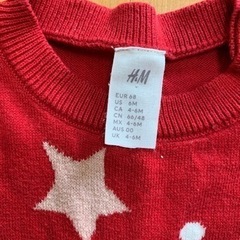 H&M
EUR 68
US 6M
CA 4-6M
CN 66/48
MX 4-6M
AUS 00
UK 4-6M